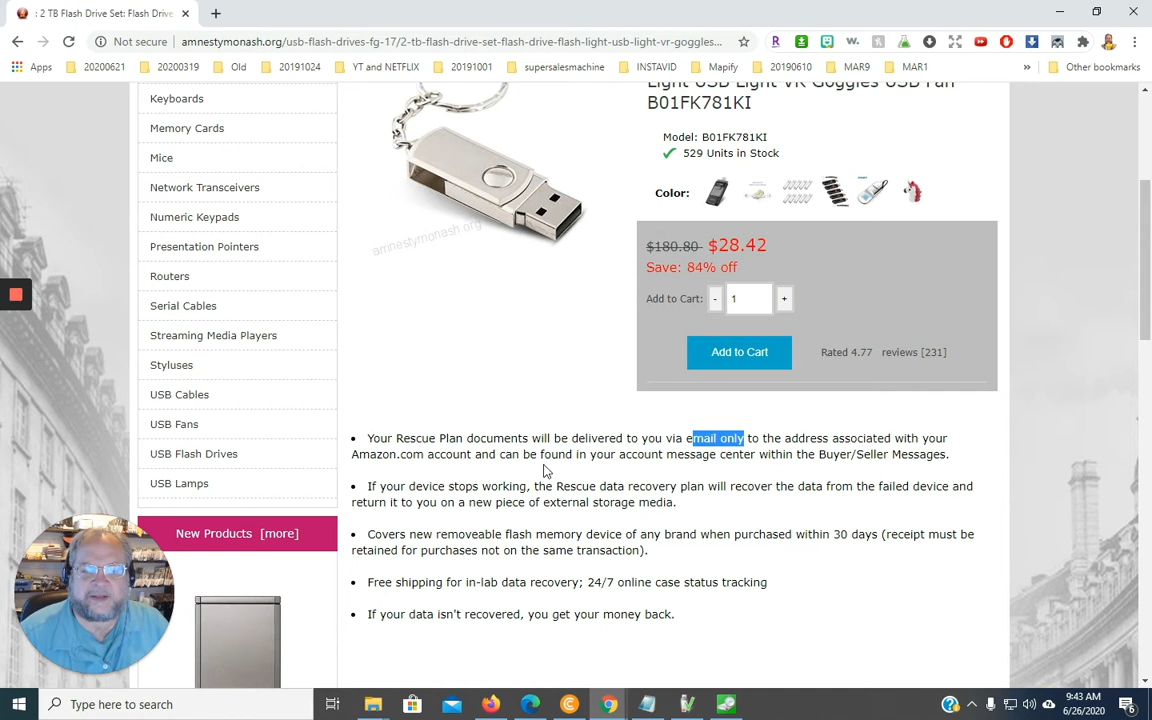 : 2 TB Flash Drive Set: Flash Drive
Not secure
amnestymonash.org/usb-flash-drives-fg-17/2-tb-flash-drive-set-flash-drive-flash-light-usb-light-vr-goggles...
Apps
20200621
20200319
Old
20191024
YT and NETFLIX
20191001
supersalesmachine
INSTAVID
Mapify
20190610
MAR9
MAR1
»
Other bookmarks
Keyboards
Memory Cards
Mice
Network Transceivers
Numeric Keypads
Presentation Pointers
Routers
Serial Cables
Streaming Media Players
Styluses
USB Cables
USB Fans
USB Flash Drives
USB Lamps
New Products [more]
amnestymonash.org
Light USB Light VR Goggles USB Fan
B01FK781KI
Model: B01FK781KI
529 Units in Stock
Color:
$180.80 $28.42
Save: 84% off
Add to Cart: - 1 +
Add to Cart
Rated 4.77 reviews [231]
• Your Rescue Plan documents will be delivered to you via email only to the address associated with your
Amazon.com account and can be found in your account message center within the Buyer/Seller Messages.
• If your device stops working, the Rescue data recovery plan will recover the data from the failed device and
return it to you on a new piece of external storage media.
• Covers new removeable flash memory device of any brand when purchased within 30 days (receipt must be
retained for purchases not on the same transaction).
• Free shipping for in-lab data recovery; 24/7 online case status tracking
• If your data isn't recovered, you get your money back.
Type here to search
9:43 AM
6/26/2020
6